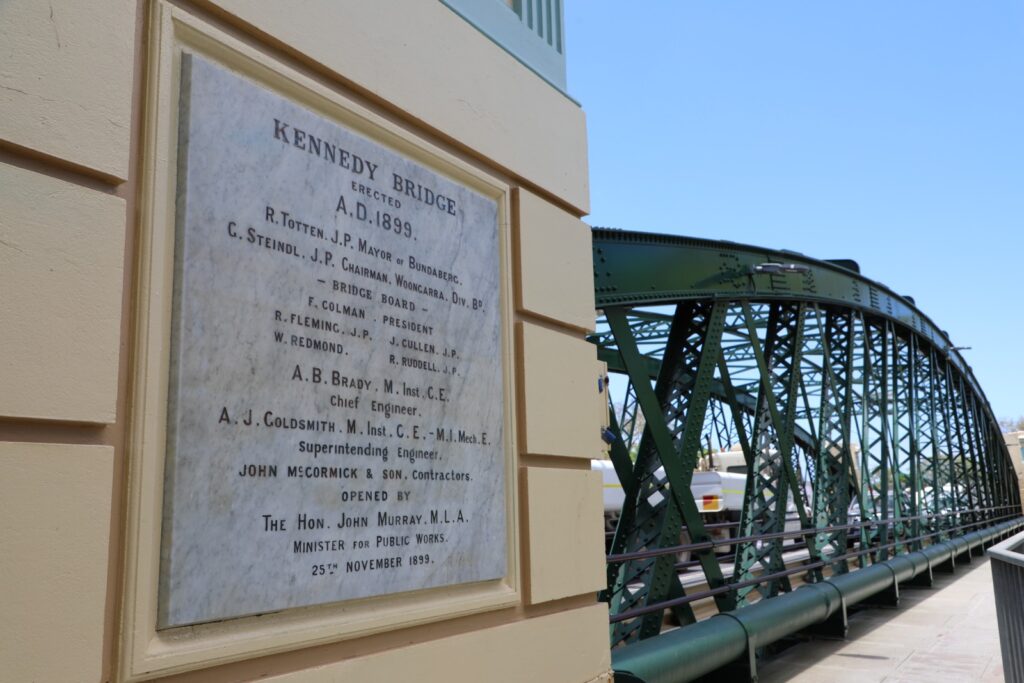 KENNEDY BRIDGE
ERECTED
A.D.1899.
R.TOTTEN. J.P. MAYOR OF BUNDABERG.
G. STEINDL. J.P. CHAIRMAN, WOONGARRA, DIV. BD.
– BRIDGE BOARD –
F. COLMAN . PRESIDENT
R. FLEMING. J.P. J. CULLEN. J.P.
W. REDMOND. R. RUDDELL. J.P.
A.B. BRADY, M. Inst. C.E.
Chief Engineer.
A.J. GOLDSMITH. M. Inst. C.E.–M.I.Mech.E.
Superintending Engineer.
JOHN McCORMICK & SON, Contractors.
OPENED BY
THE HON. JOHN MURRAY. M.L.A.
MINISTER FOR PUBLIC WORKS.
25TH NOVEMBER 1899.